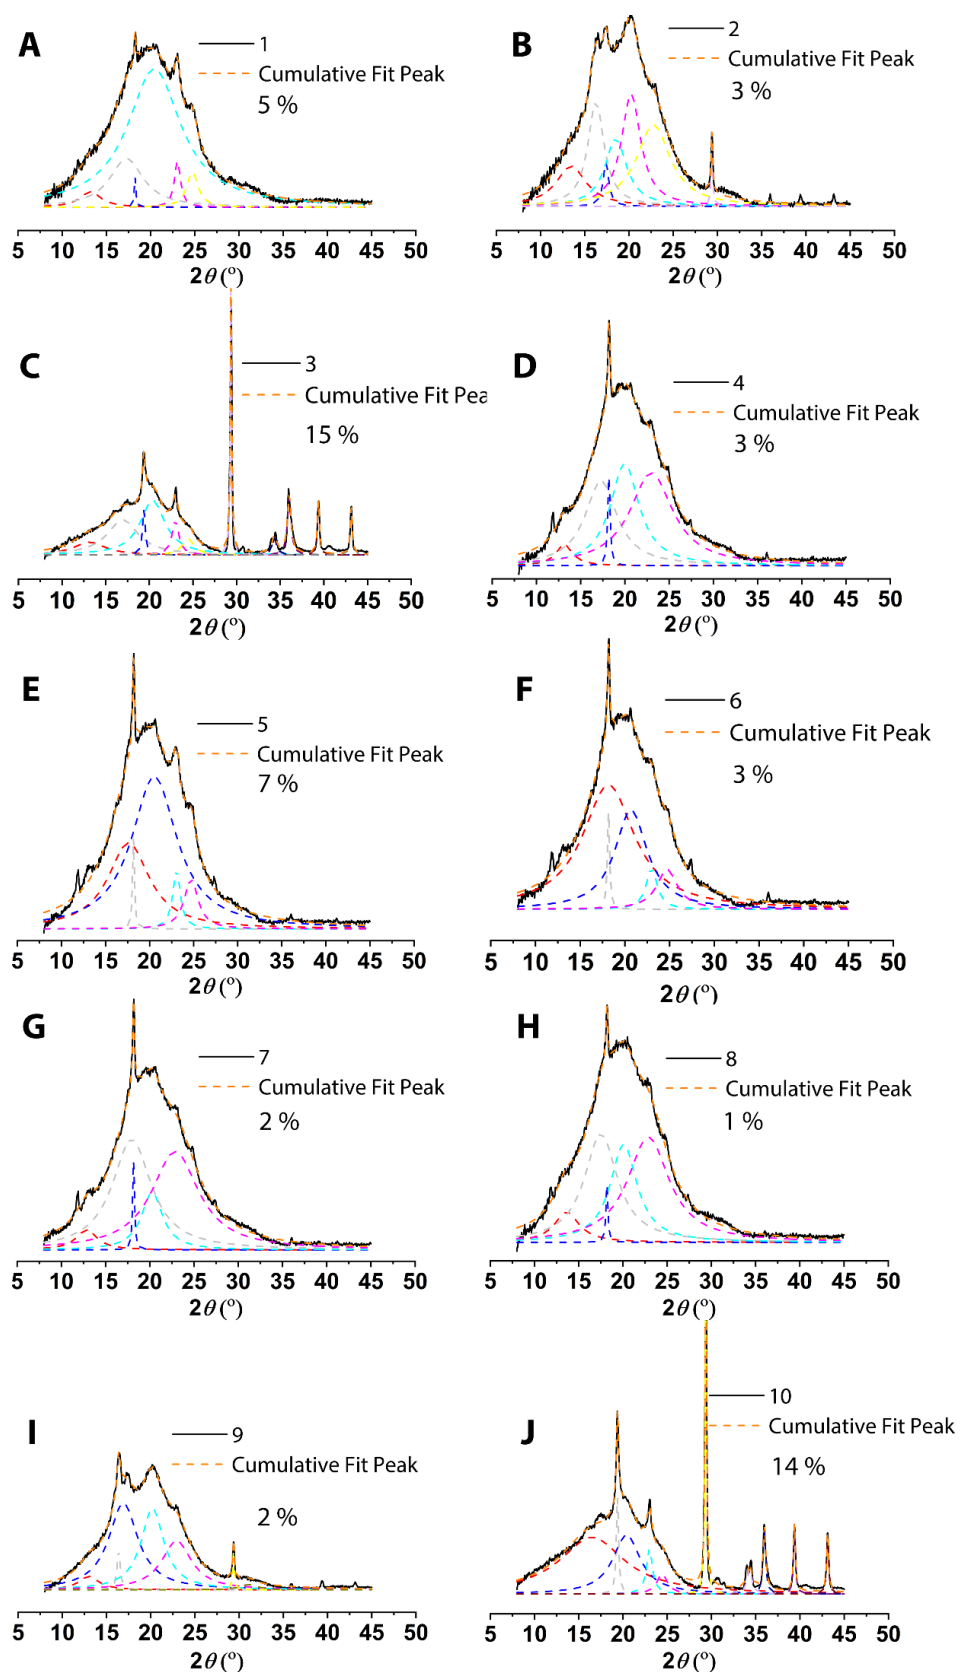 A
1
Cumulative Fit Peak
5 %
5 10 15 20 25 30 35 40 45 50
2θ (°)
B
2
Cumulative Fit Peak
3 %
5 10 15 20 25 30 35 40 45 50
2θ (°)
C
3
Cumulative Fit Pea
15 %
5 10 15 20 25 30 35 40 45 50
2θ (°)
D
4
Cumulative Fit Peak
3 %
5 10 15 20 25 30 35 40 45 50
2θ (°)
E
5
Cumulative Fit Peak
7 %
5 10 15 20 25 30 35 40 45 50
2θ (°)
F
6
Cumulative Fit Peak
3 %
5 10 15 20 25 30 35 40 45 50
2θ (°)
G
7
Cumulative Fit Peak
2 %
5 10 15 20 25 30 35 40 45 50
2θ (°)
H
8
Cumulative Fit Peak
1 %
5 10 15 20 25 30 35 40 45 50
2θ (°)
I
9
Cumulative Fit Peak
2 %
5 10 15 20 25 30 35 40 45 50
2θ (°)
J
10
Cumulative Fit Peak
14 %
5 10 15 20 25 30 35 40 45 50
2θ (°)